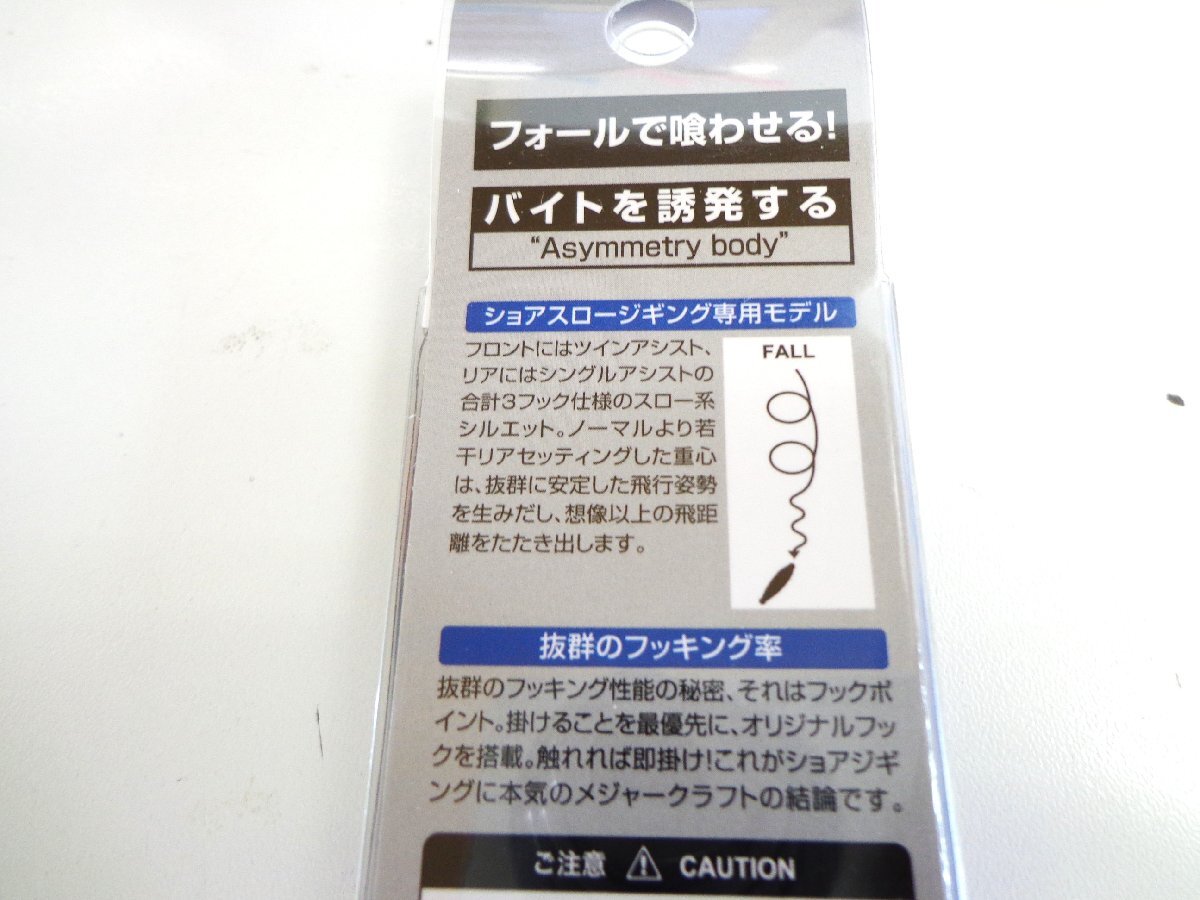 フォールで喰わせる!
バイトを誘発する
“Asymmetry body”
ショアスロージギング専用モデル
フロントにはツインアシスト、
リアにはシングルアシストの
合計3フック仕様のスロー系
シルエット。ノーマルより若
干リアセッティングした重心
は、抜群に安定した飛行姿勢
を生みだし、想像以上の飛距
離をたたき出します。
FALL
抜群のフッキング率
抜群のフッキング性能の秘密、それはフックポ
イント。掛けることを最優先に、オリジナルフッ
クを搭載。触れれば即掛け!これがショアジギ
ングに本気のメジャークラフトの結論です。
ご注意 ⚠ CAUTION